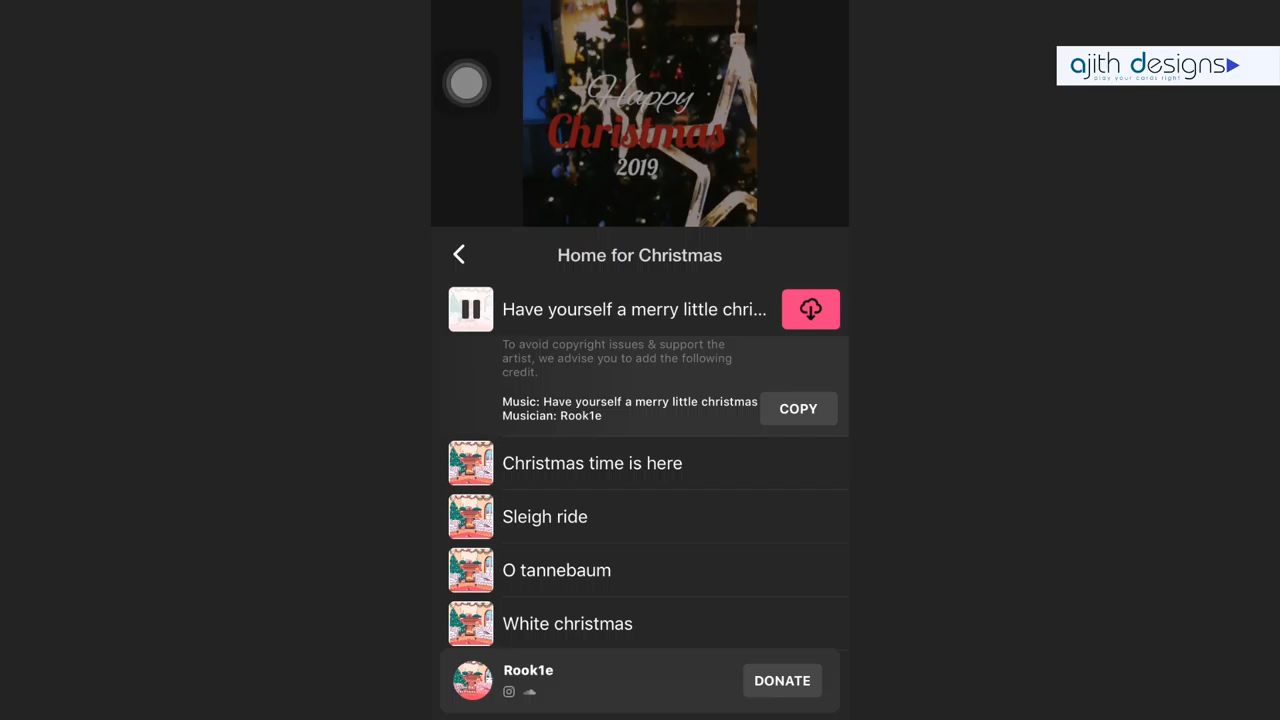 ajith designs
play your cards right
Happy
Christmas
2019
Home for Christmas
Have yourself a merry little chri...
To avoid copyright issues & support the
artist, we advise you to add the following
credit.
Music: Have yourself a merry little christmas
Musician: Rook1e
COPY
Christmas time is here
Sleigh ride
O tannebaum
White christmas
Rook1e
DONATE